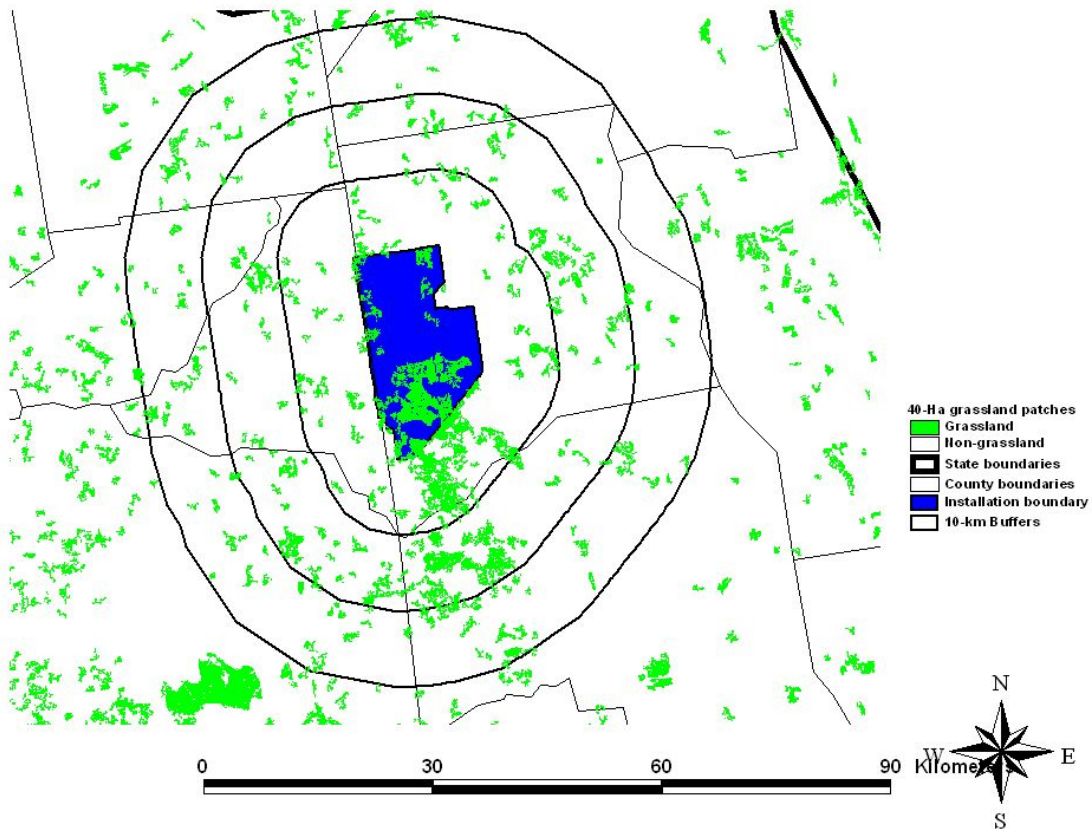 40-Ha grassland patches
Grassland
Non-grassland
State boundaries
County boundaries
Installation boundary
10-km Buffers
N
W E
S
0 30 60 90 Kilometers